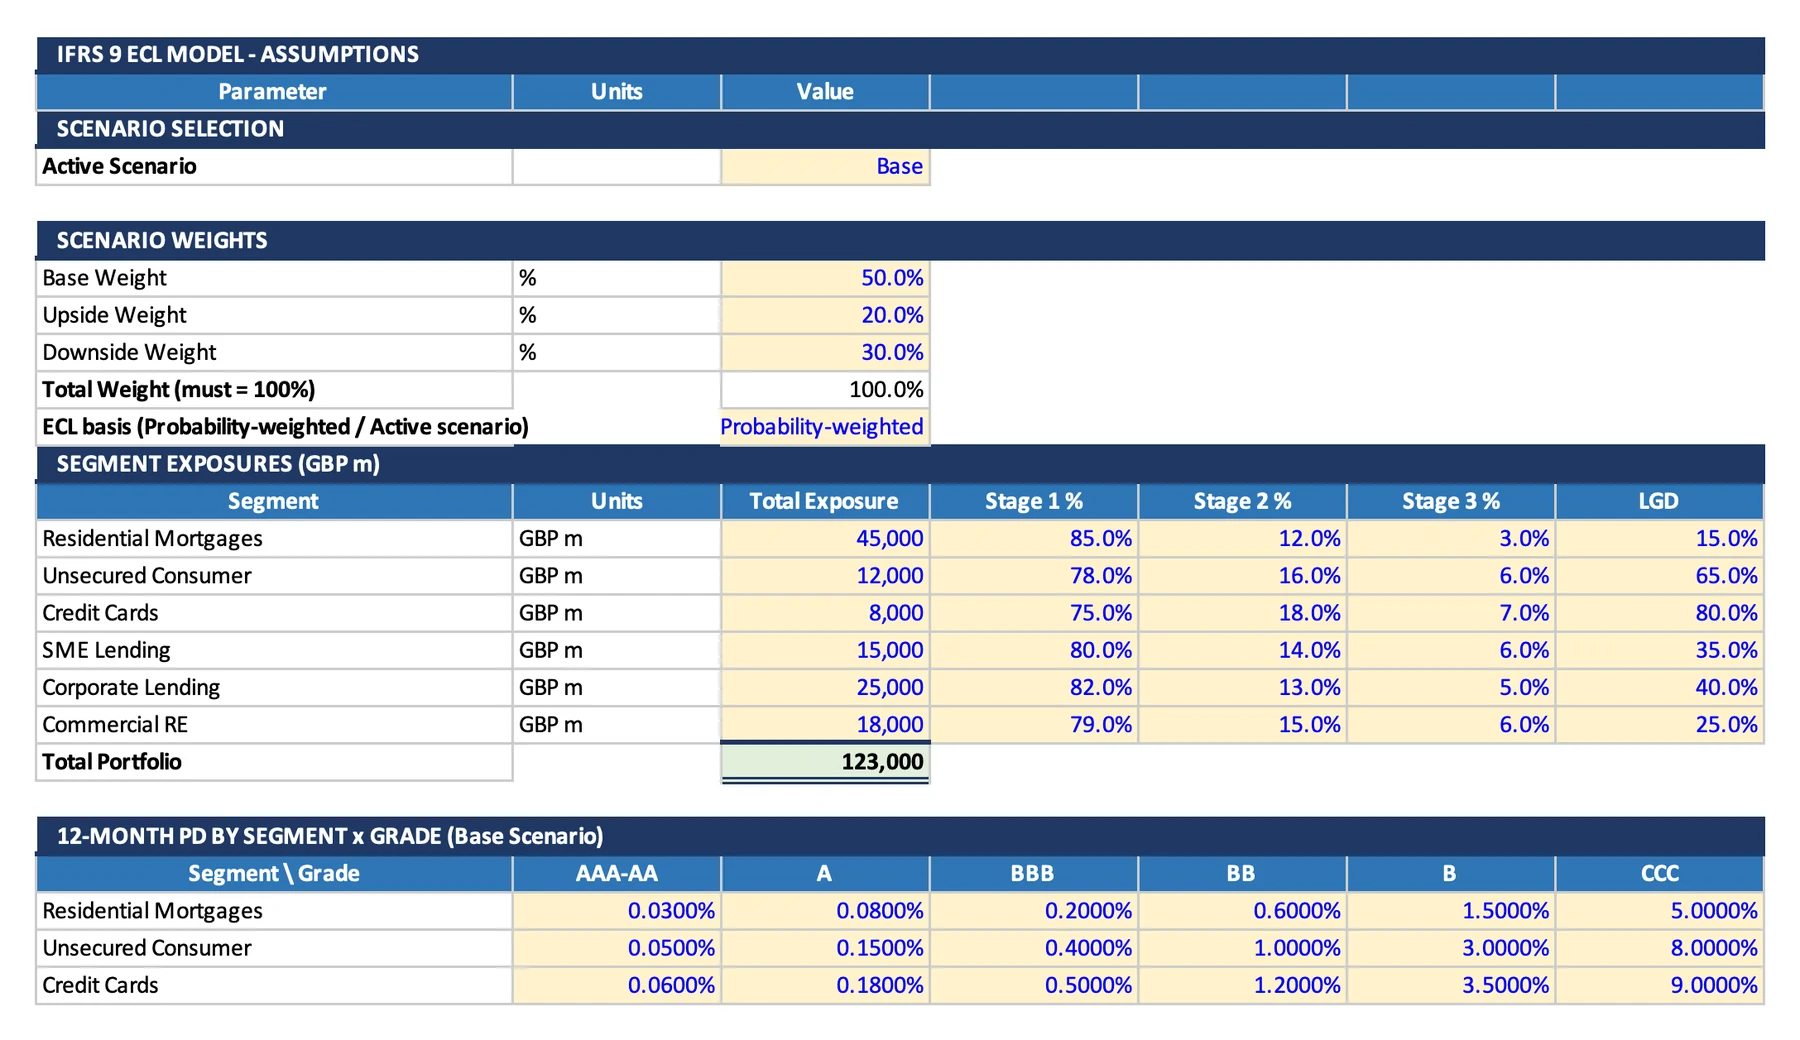 IFRS 9 ECL MODEL - ASSUMPTIONS
Parameter Units Value
SCENARIO SELECTION
Active Scenario Base
SCENARIO WEIGHTS
Base Weight % 50.0%
Upside Weight % 20.0%
Downside Weight % 30.0%
Total Weight (must = 100%) 100.0%
ECL basis (Probability-weighted / Active scenario) Probability-weighted
SEGMENT EXPOSURES (GBP m)
Segment Units Total Exposure Stage 1 % Stage 2 % Stage 3 % LGD
Residential Mortgages GBP m 45,000 85.0% 12.0% 3.0% 15.0%
Unsecured Consumer GBP m 12,000 78.0% 16.0% 6.0% 65.0%
Credit Cards GBP m 8,000 75.0% 18.0% 7.0% 80.0%
SME Lending GBP m 15,000 80.0% 14.0% 6.0% 35.0%
Corporate Lending GBP m 25,000 82.0% 13.0% 5.0% 40.0%
Commercial RE GBP m 18,000 79.0% 15.0% 6.0% 25.0%
Total Portfolio 123,000
12-MONTH PD BY SEGMENT x GRADE (Base Scenario)
Segment \ Grade AAA-AA A BBB BB B CCC
Residential Mortgages 0.0300% 0.0800% 0.2000% 0.6000% 1.5000% 5.0000%
Unsecured Consumer 0.0500% 0.1500% 0.4000% 1.0000% 3.0000% 8.0000%
Credit Cards 0.0600% 0.1800% 0.5000% 1.2000% 3.5000% 9.0000%